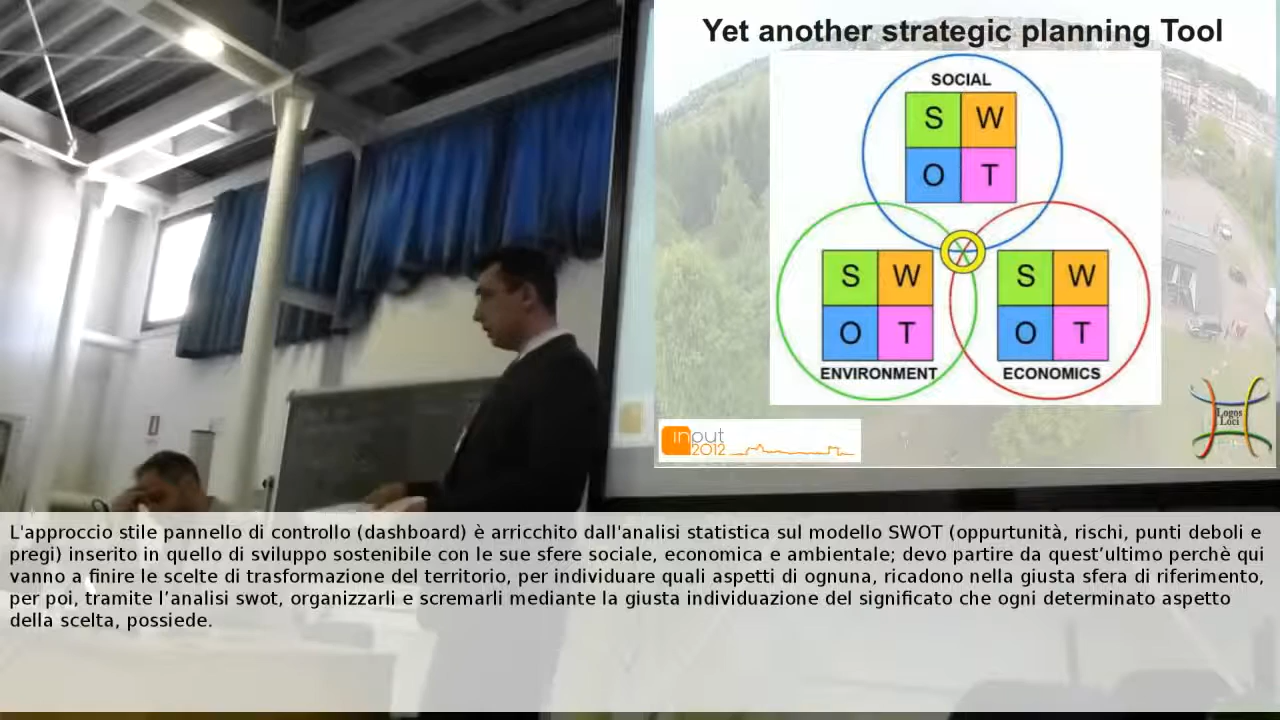 Yet another strategic planning Tool
SOCIAL
S W
O T
S W
O T
ENVIRONMENT
S W
O T
ECONOMICS
input
2012
Logos
Loci
L'approccio stile pannello di controllo (dashboard) è arricchito dall'analisi statistica sul modello SWOT (oppurtunità, rischi, punti deboli e
pregi) inserito in quello di sviluppo sostenibile con le sue sfere sociale, economica e ambientale; devo partire da quest’ultimo perchè qui
vanno a finire le scelte di trasformazione del territorio, per individuare quali aspetti di ognuna, ricadono nella giusta sfera di riferimento,
per poi, tramite l’analisi swot, organizzarli e scremarli mediante la giusta individuazione del significato che ogni determinato aspetto
della scelta, possiede.